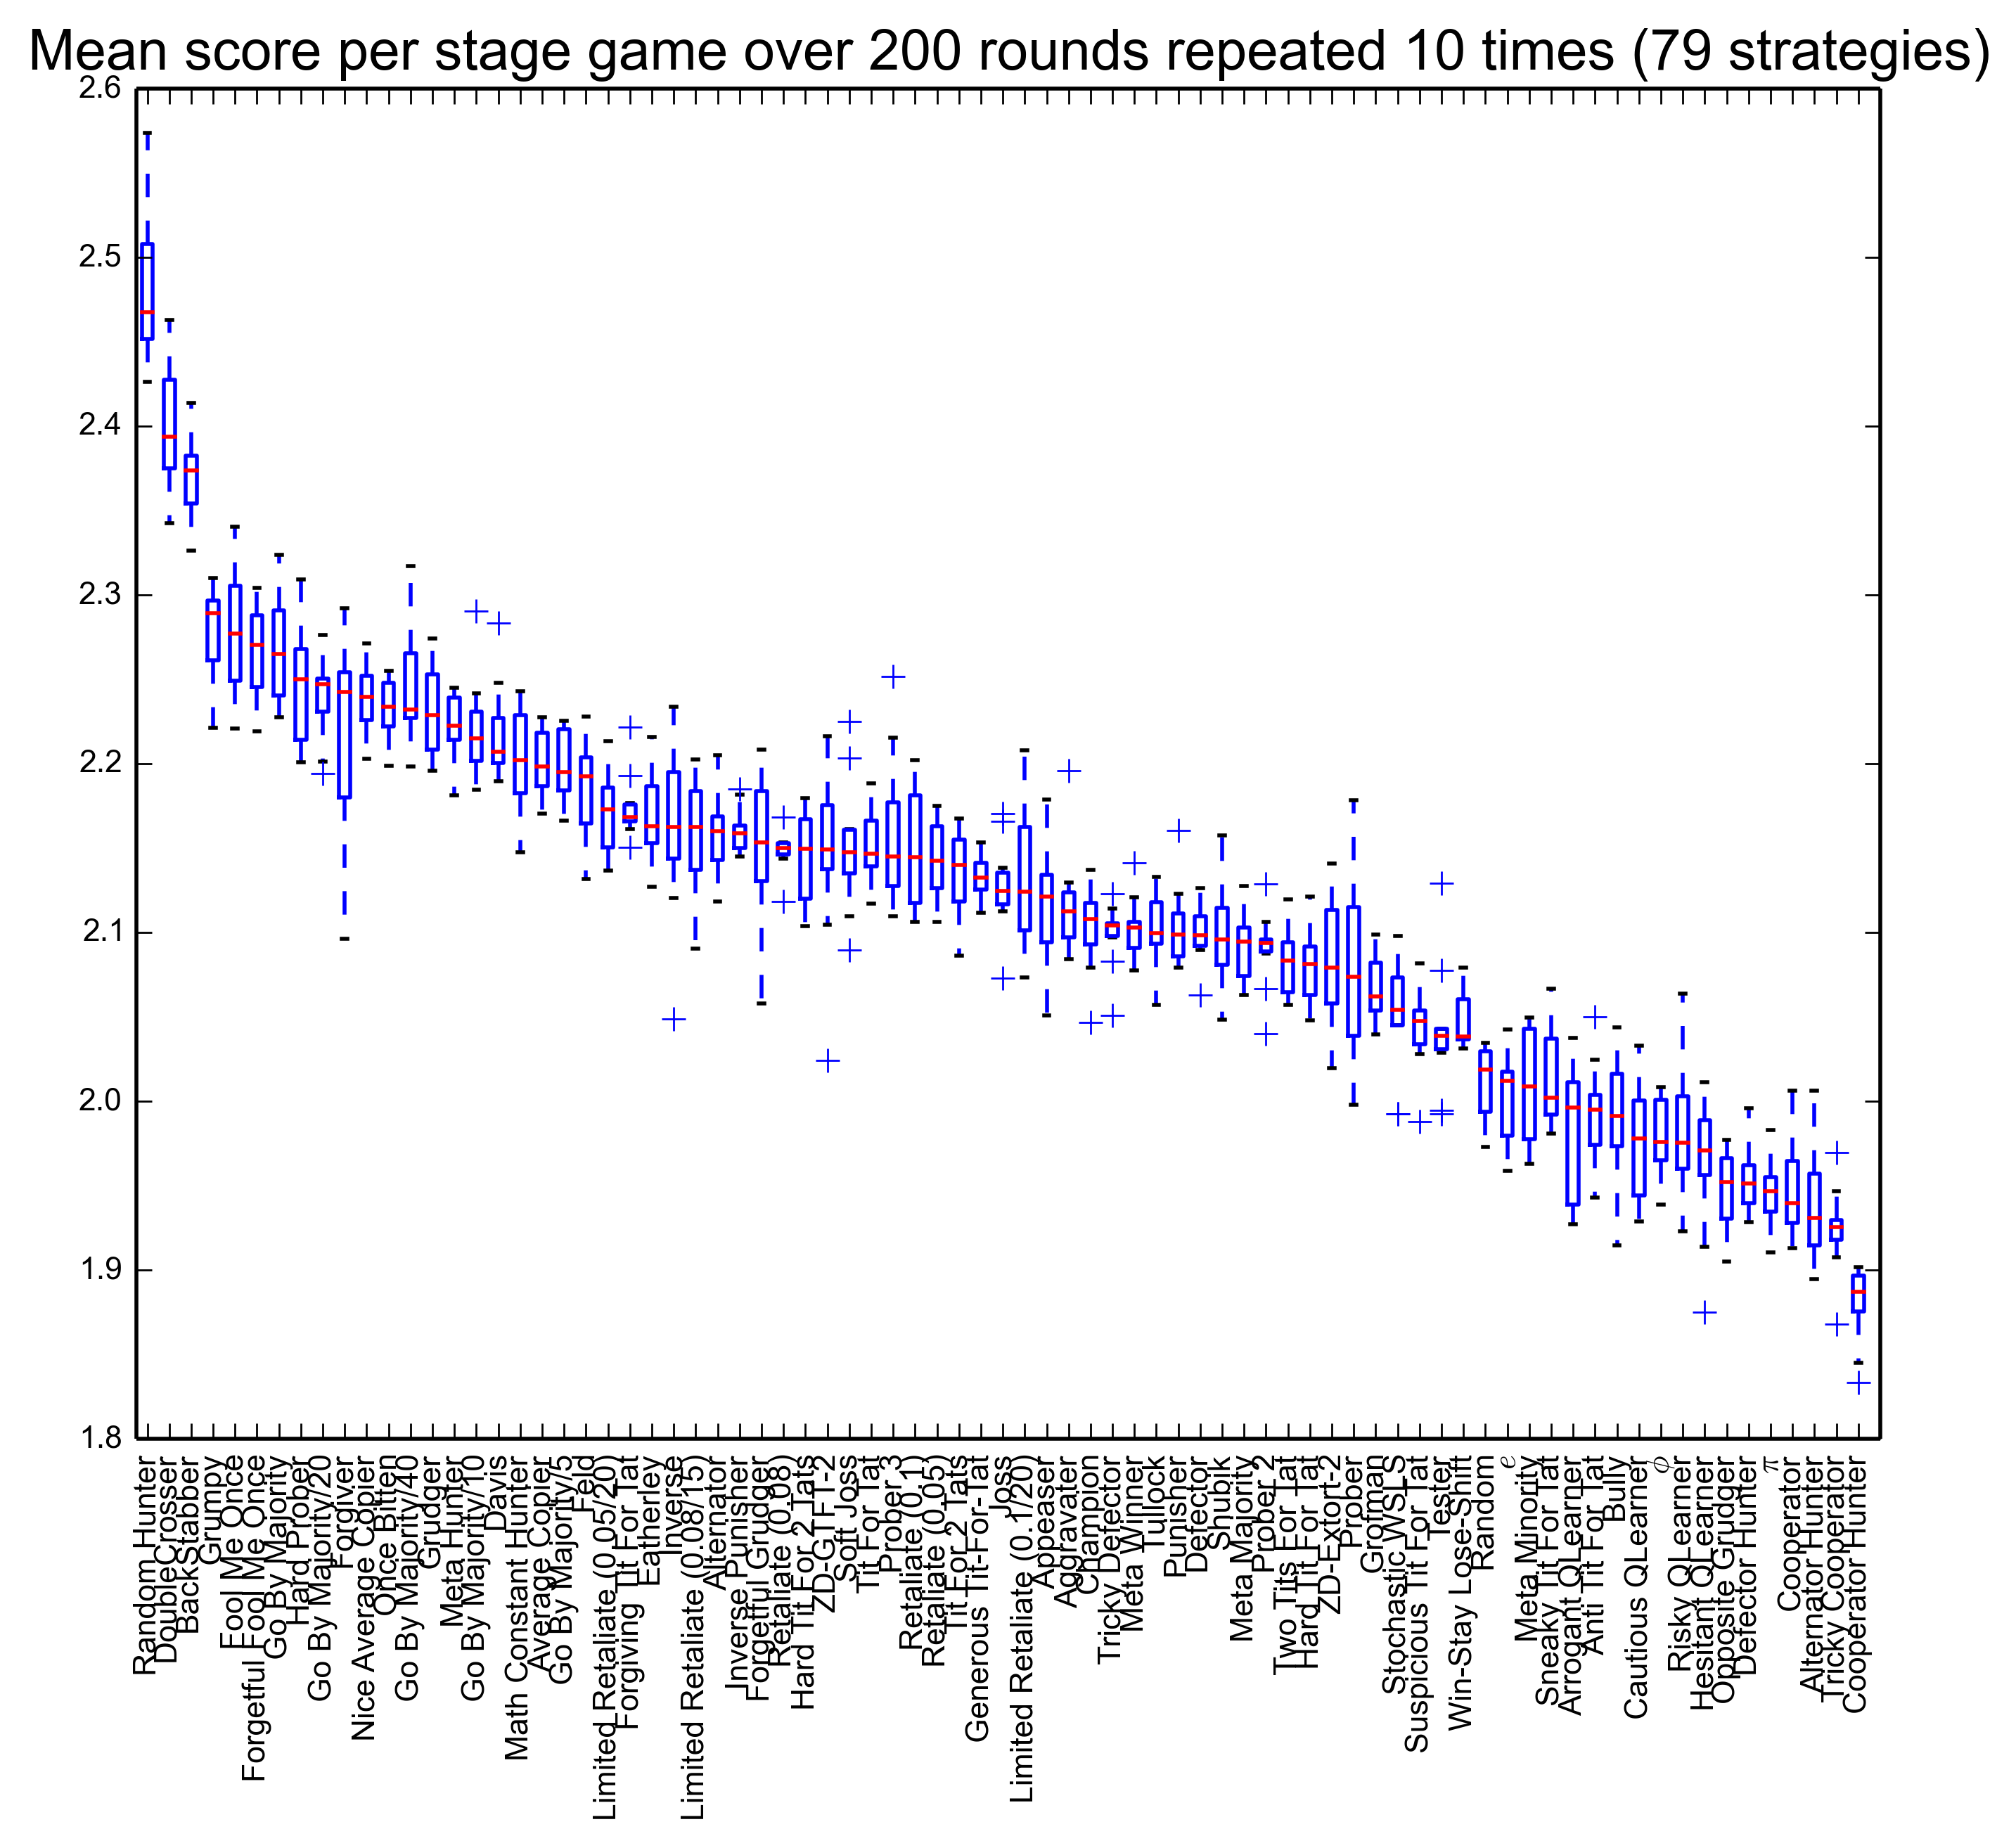 Mean score per stage game over 200 rounds repeated 10 times (79 strategies)
2.6
2.5
2.4
2.3
2.2
2.1
2.0
1.9
1.8
Random Hunter
DoubleCrosser
BackStabber
Grumpy
Fool Me Once
Forgetful Fool Me Once
Go By Majority
Hard Prober
Go By Majority/20
Forgiver
Nice Average Copier
Once Bitten
Go By Majority/40
Grudger
Meta Hunter
Go By Majority/10
Davis
Math Constant Hunter
Average Copier
Go By Majority/5
Feld
Limited Retaliate (0.05/20)
Forgiving Tit For Tat
Eatherley
Inverse
Limited Retaliate (0.08/15)
Alternator
Inverse Punisher
Forgetful Grudger
Retaliate (0.08)
Hard Tit For 2 Tats
ZD-GTFT-2
Soft Joss
Tit For Tat
Prober 3
Retaliate (0.1)
Retaliate (0.05)
Tit For 2 Tats
Generous Tit-For-Tat
Joss
Limited Retaliate (0.1/20)
Appeaser
Aggravater
Champion
Tricky Defector
Meta Winner
Tullock
Punisher
Defector
Shubik
Meta Majority
Prober 2
Two Tits For Tat
Hard Tit For Tat
ZD-Extort-2
Prober
Grofman
Stochastic WSLS
Suspicious Tit For Tat
Tester
Win-Stay Lose-Shift
Random
e
Meta Minority
Sneaky Tit For Tat
Arrogant QLearner
Anti Tit For Tat
Bully
Cautious QLearner
ϕ
Risky QLearner
Hesitant QLearner
Opposite Grudger
Defector Hunter
π
Cooperator
Alternator Hunter
Tricky Cooperator
Cooperator Hunter